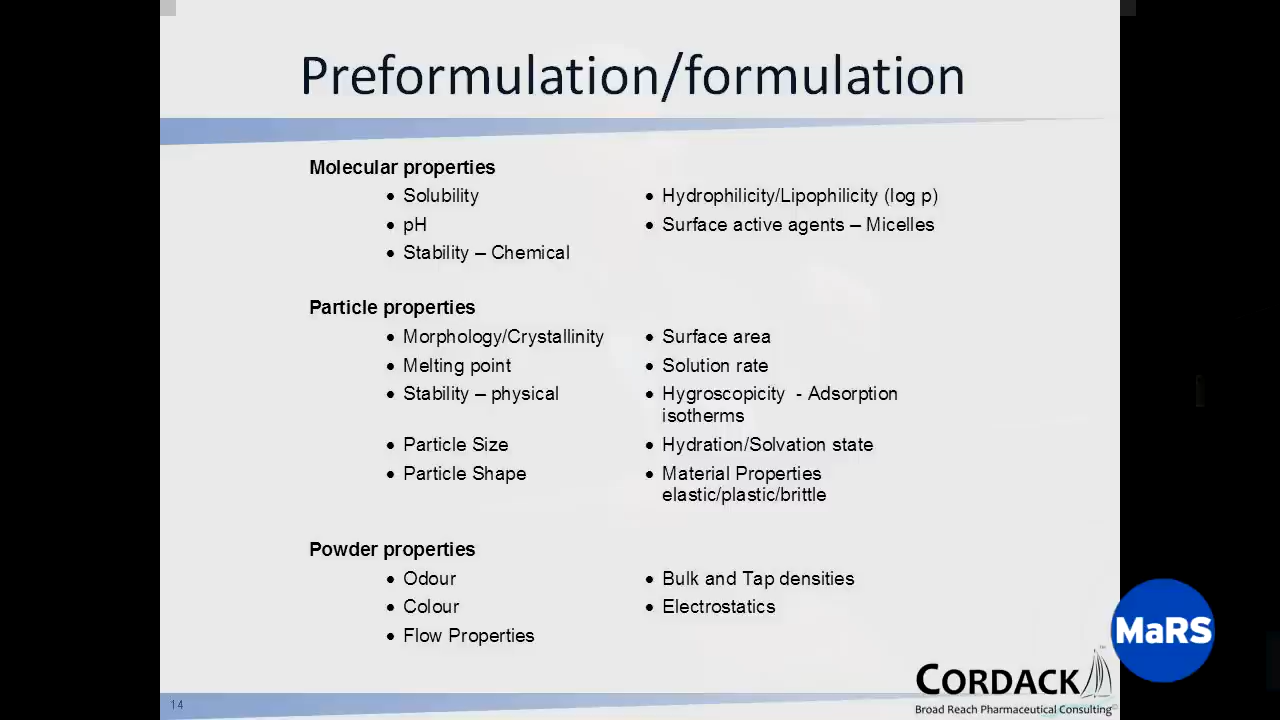 Preformulation/formulation
Molecular properties
• Solubility
• Hydrophilicity/Lipophilicity (log p)
• pH
• Surface active agents – Micelles
• Stability – Chemical
Particle properties
• Morphology/Crystallinity
• Surface area
• Melting point
• Solution rate
• Stability – physical
• Hygroscopicity - Adsorption
isotherms
• Particle Size
• Hydration/Solvation state
• Particle Shape
• Material Properties
elastic/plastic/brittle
Powder properties
• Odour
• Bulk and Tap densities
• Colour
• Electrostatics
• Flow Properties
MaRS
CORDACK
™
Broad Reach Pharmaceutical Consulting©
14